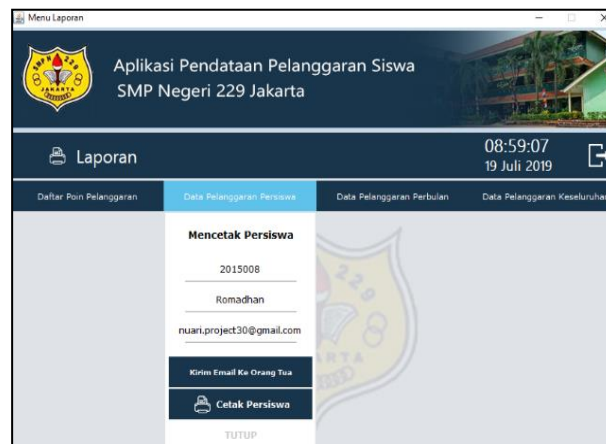 Menu Laporan
Aplikasi Pendataan Pelanggaran Siswa
SMP Negeri 229 Jakarta
Laporan
08:59:07
19 Juli 2019
Daftar Poin Pelanggaran
Data Pelanggaran Persiswa
Data Pelanggaran Perbulan
Data Pelanggaran Keseluruhan
Mencetak Persiswa
2015008
Romadhan
nuari.project30@gmail.com
Kirim Email Ke Orang Tua
Cetak Persiswa
TUTUP